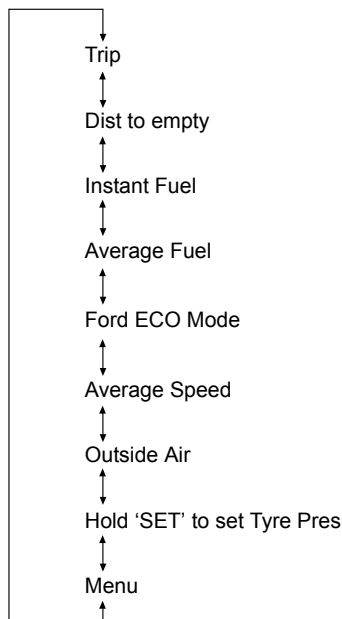 Trip
Dist to empty
Instant Fuel
Average Fuel
Ford ECO Mode
Average Speed
Outside Air
Hold ‘SET’ to set Tyre Pres
Menu